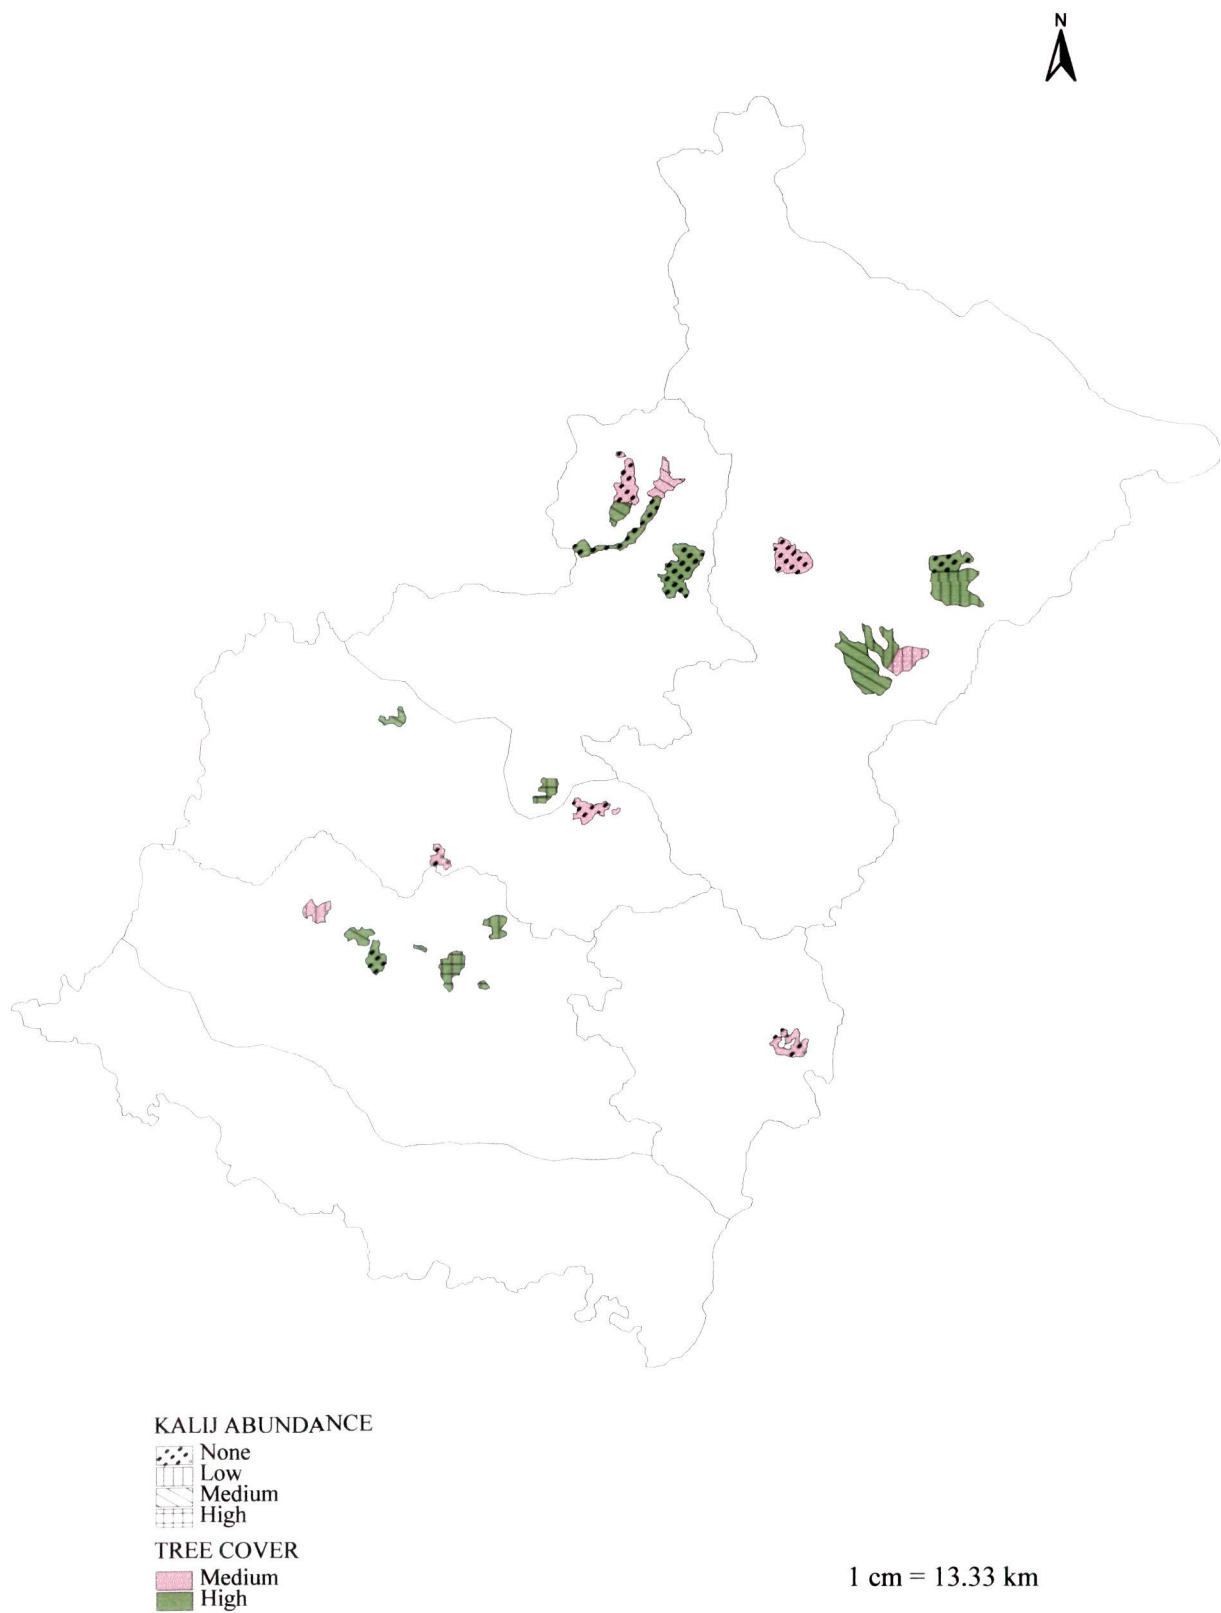 N
KALIJ ABUNDANCE
None
Low
Medium
High
TREE COVER
Medium
High
1 cm = 13.33 km